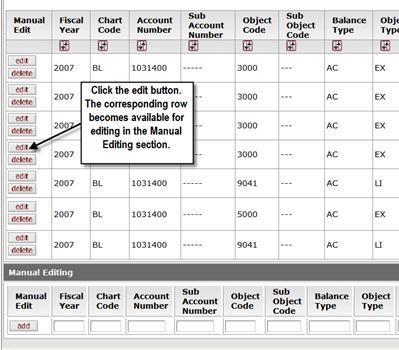 Manual Edit Fiscal Year Chart Code Account Number Sub Account Number Object Code Sub Object Code Balance Type
edit delete 2007 BL 1031400 ----- 3000 --- AC EX
edit delete 2007 3000 --- AC EX
edit delete 2007 3000 --- AC EX
edit delete 2007 3000 --- AC EX
Click the edit button.
The corresponding row
becomes available for
editing in the Manual
Editing section.
edit delete 2007 BL 1031400 ----- 9041 --- AC LI
edit delete 2007 BL 1031400 ----- 5000 --- AC EX
edit delete 2007 BL 1031400 ----- 9041 --- AC LI
Manual Editing
Manual Edit Fiscal Year Chart Code Account Number Sub Account Number Object Code Sub Object Code Balance Type Object Type
add